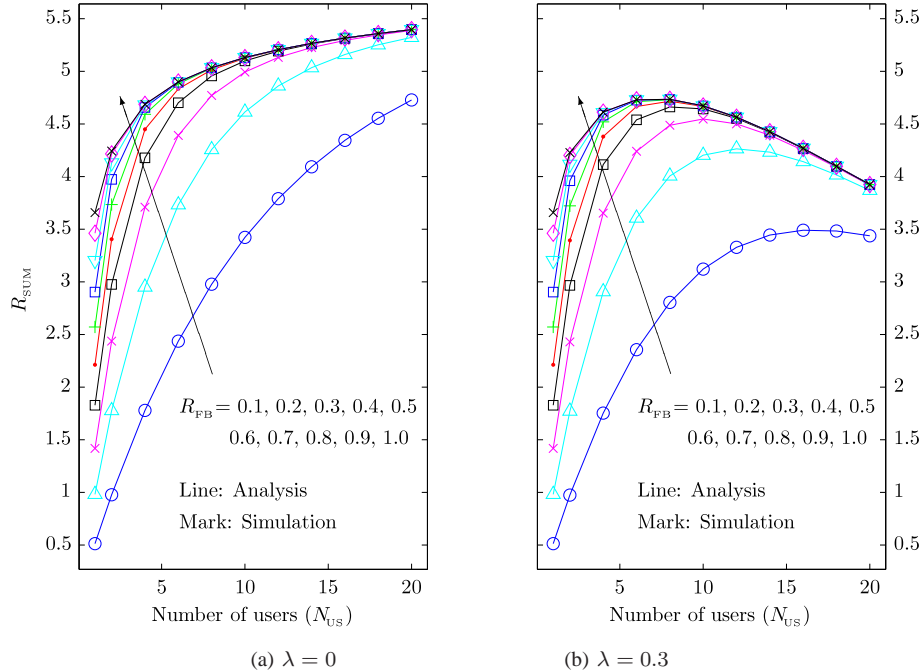 5.5
5
4.5
4
3.5
3
2.5
2
1.5
1
0.5
R_SUM
5 10 15 20
Number of users (N_US)
R_FB = 0.1, 0.2, 0.3, 0.4, 0.5
0.6, 0.7, 0.8, 0.9, 1.0
Line: Analysis
Mark: Simulation
(a) λ = 0
5.5
5
4.5
4
3.5
3
2.5
2
1.5
1
0.5
5 10 15 20
Number of users (N_US)
R_FB = 0.1, 0.2, 0.3, 0.4, 0.5
0.6, 0.7, 0.8, 0.9, 1.0
Line: Analysis
Mark: Simulation
(b) λ = 0.3